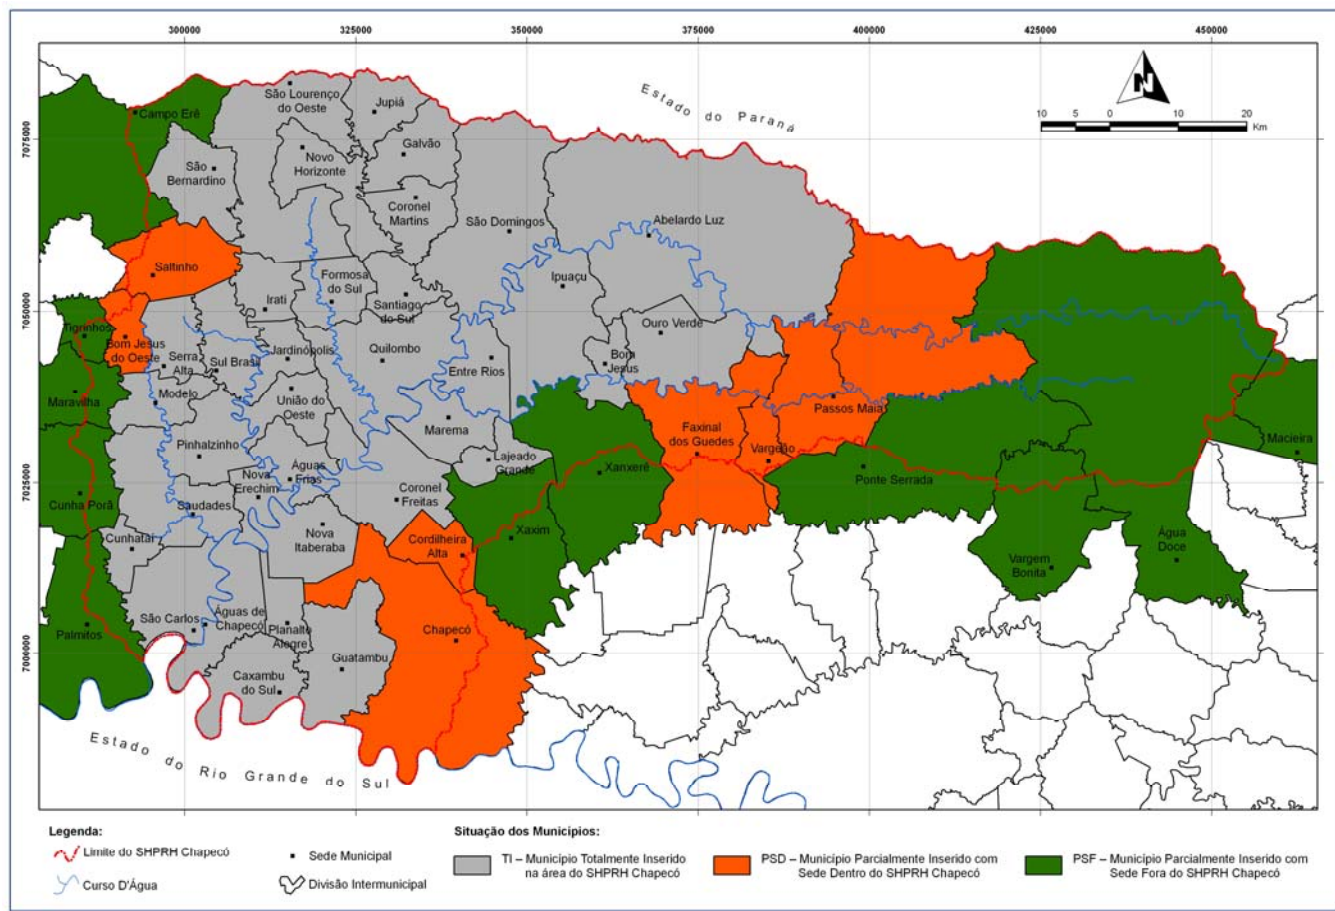 300000
325000
350000
375000
400000
425000
450000
Estado do Paraná
N
10 5 0 10 20
Km
7075000
7050000
7025000
7000000
Campo Erê
São Lourenço
do Oeste
Jupiá
Galvão
Novo
Horizonte
São
Bernardino
Coronel
Martins
São Domingos
Abelardo Luz
Saltinho
Formosa
do Sul
Ipuaçu
Irati
Santiago
do Sul
Tigrinhos
Bom Jesus
do Oeste
Ouro Verde
Serra
Alta
Sul Brasil
Jardinópolis
Quilombo
Entre Rios
Bom
Jesus
Maravilha
Modelo
União do
Oeste
Marema
Faxinal
dos Guedes
Passos Maia
Vargeão
Macieira
Pinhalzinho
Águas
Frias
Nova
Erechim
Lajeado
Grande
Xanxerê
Ponte Serrada
Cunha Porã
Saudades
Coronel
Freitas
Cunhataí
Nova
Itaberaba
Cordilheira
Alta
Xaxim
Vargem
Bonita
Água
Doce
Palmitos
São Carlos
Águas de
Chapecó
Planalto
Alegre
Chapecó
Guatambu
Caxambu
do Sul
Estado do Rio Grande do Sul
Legenda:
Limite do SHPRH Chapecó
Sede Municipal
Curso D'Água
Divisão Intermunicipal
Situação dos Municípios:
TI – Município Totalmente Inserido
na área do SHPRH Chapecó
PSD – Município Parcialmente Inserido com
Sede Dentro do SHPRH Chapecó
PSF – Município Parcialmente Inserido com
Sede Fora do SHPRH Chapecó